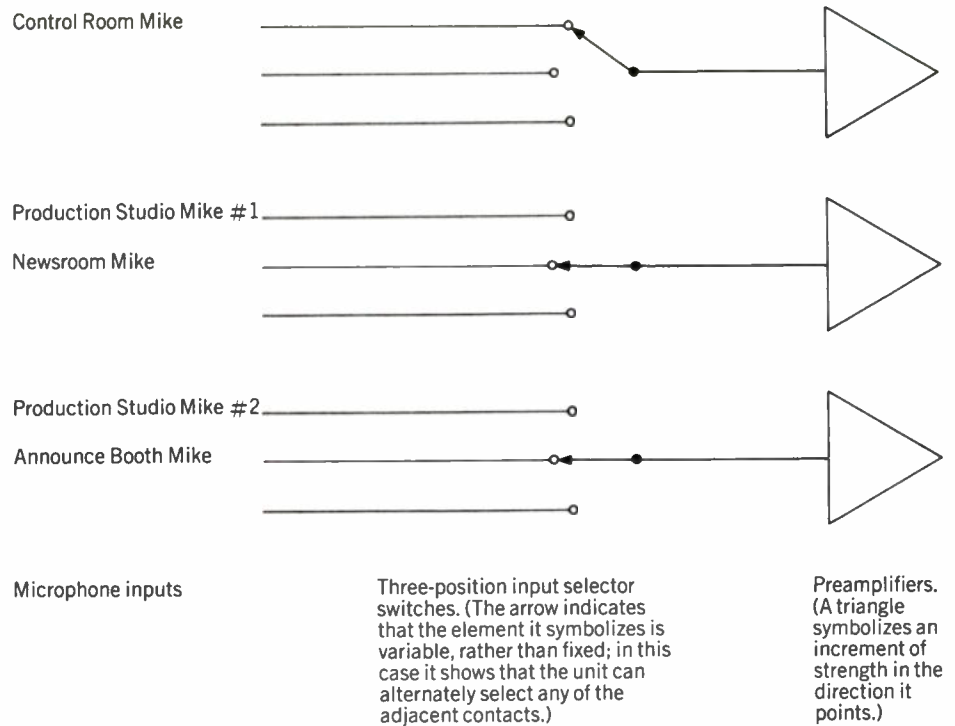 Control Room Mike
Production Studio Mike #1
Newsroom Mike
Production Studio Mike #2
Announce Booth Mike
Microphone inputs
Three-position input selector
switches. (The arrow indicates
that the element it symbolizes is
variable, rather than fixed; in this
case it shows that the unit can
alternately select any of the
adjacent contacts.)
Preamplifiers.
(A triangle
symbolizes an
increment of
strength in the
direction it
points.)